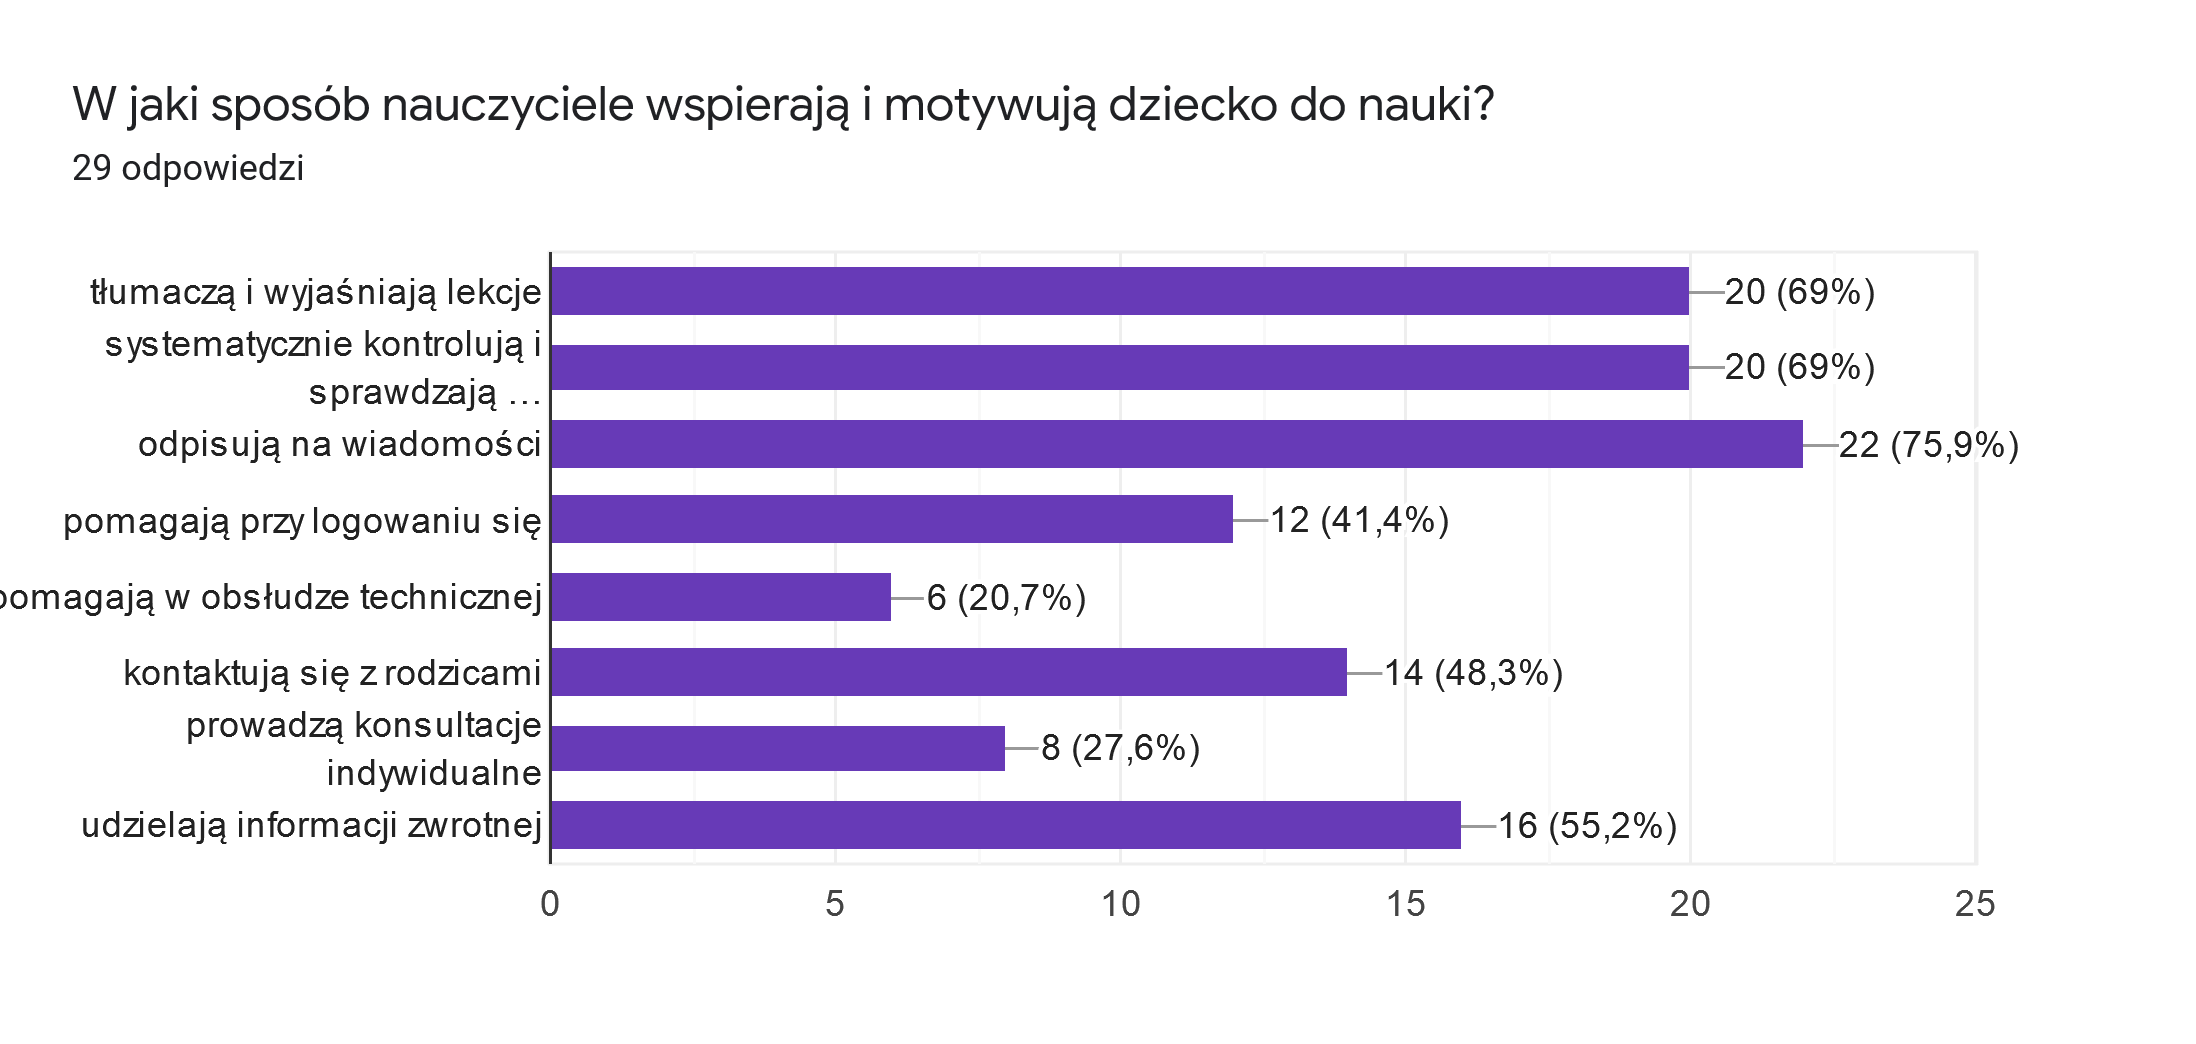 W jaki sposób nauczyciele wspierają i motywują dziecko do nauki?
29 odpowiedzi
tłumaczą i wyjaśniają lekcje 20 (69%)
systematycznie kontrolują i
sprawdzają … 20 (69%)
odpisują na wiadomości 22 (75,9%)
pomagają przy logowaniu się 12 (41,4%)
pomagają w obsłudze technicznej 6 (20,7%)
kontaktują się z rodzicami 14 (48,3%)
prowadzą konsultacje
indywidualne 8 (27,6%)
udzielają informacji zwrotnej 16 (55,2%)
0 5 10 15 20 25